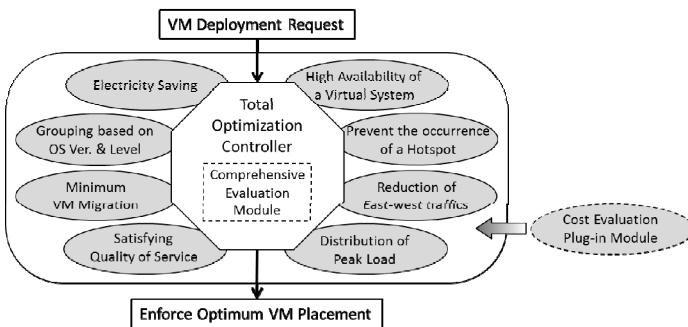 VM Deployment Request
Electricity Saving
High Availability of
a Virtual System
Total
Optimization
Controller
Grouping based on
OS Ver. & Level
Prevent the occurrence
of a Hotspot
Comprehensive
Evaluation
Module
Minimum
VM Migration
Reduction of
East-west traffics
Cost Evaluation
Plug-in Module
Satisfying
Quality of Service
Distribution of
Peak Load
Enforce Optimum VM Placement